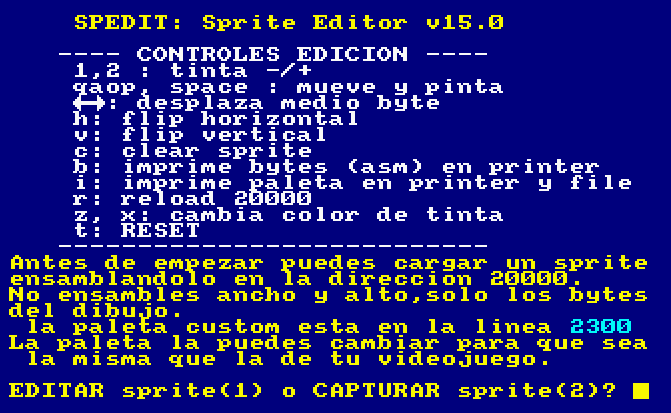 SPEDIT: Sprite Editor v15.0
---- CONTROLES EDICION ----
1,2 : tinta -/+
qaop, space : mueve y pinta
↔: desplaza medio byte
h: flip horizontal
v: flip vertical
c: clear sprite
b: imprime bytes (asm) en printer
i: imprime paleta en printer y file
r: reload 20000
z, x: cambia color de tinta
t: RESET
---------------------------
Antes de empezar puedes cargar un sprite
ensamblandolo en la direccion 20000.
No ensambles ancho y alto,solo los bytes
del dibujo.
la paleta custom esta en la linea 2300
La paleta la puedes cambiar para que sea
la misma que la de tu videojuego.
EDITAR sprite(1) o CAPTURAR sprite(2)?